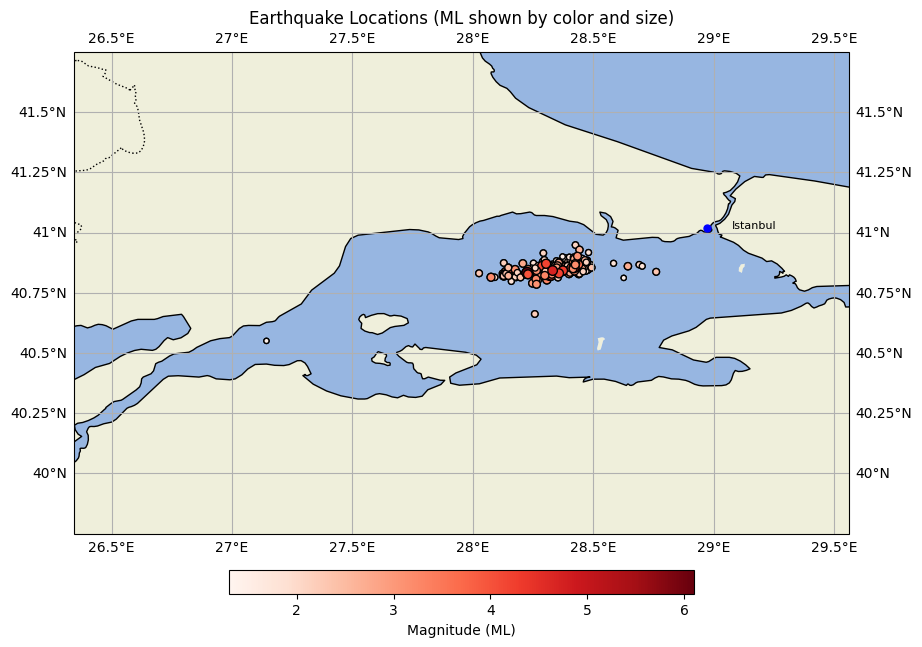 Earthquake Locations (ML shown by color and size)
26.5°E 27°E 27.5°E 28°E 28.5°E 29°E 29.5°E
41.5°N 41.5°N
41.25°N 41.25°N
41°N Istanbul 41°N
40.75°N 40.75°N
40.5°N 40.5°N
40.25°N 40.25°N
40°N 40°N
26.5°E 27°E 27.5°E 28°E 28.5°E 29°E 29.5°E
2 3 4 5 6
Magnitude (ML)